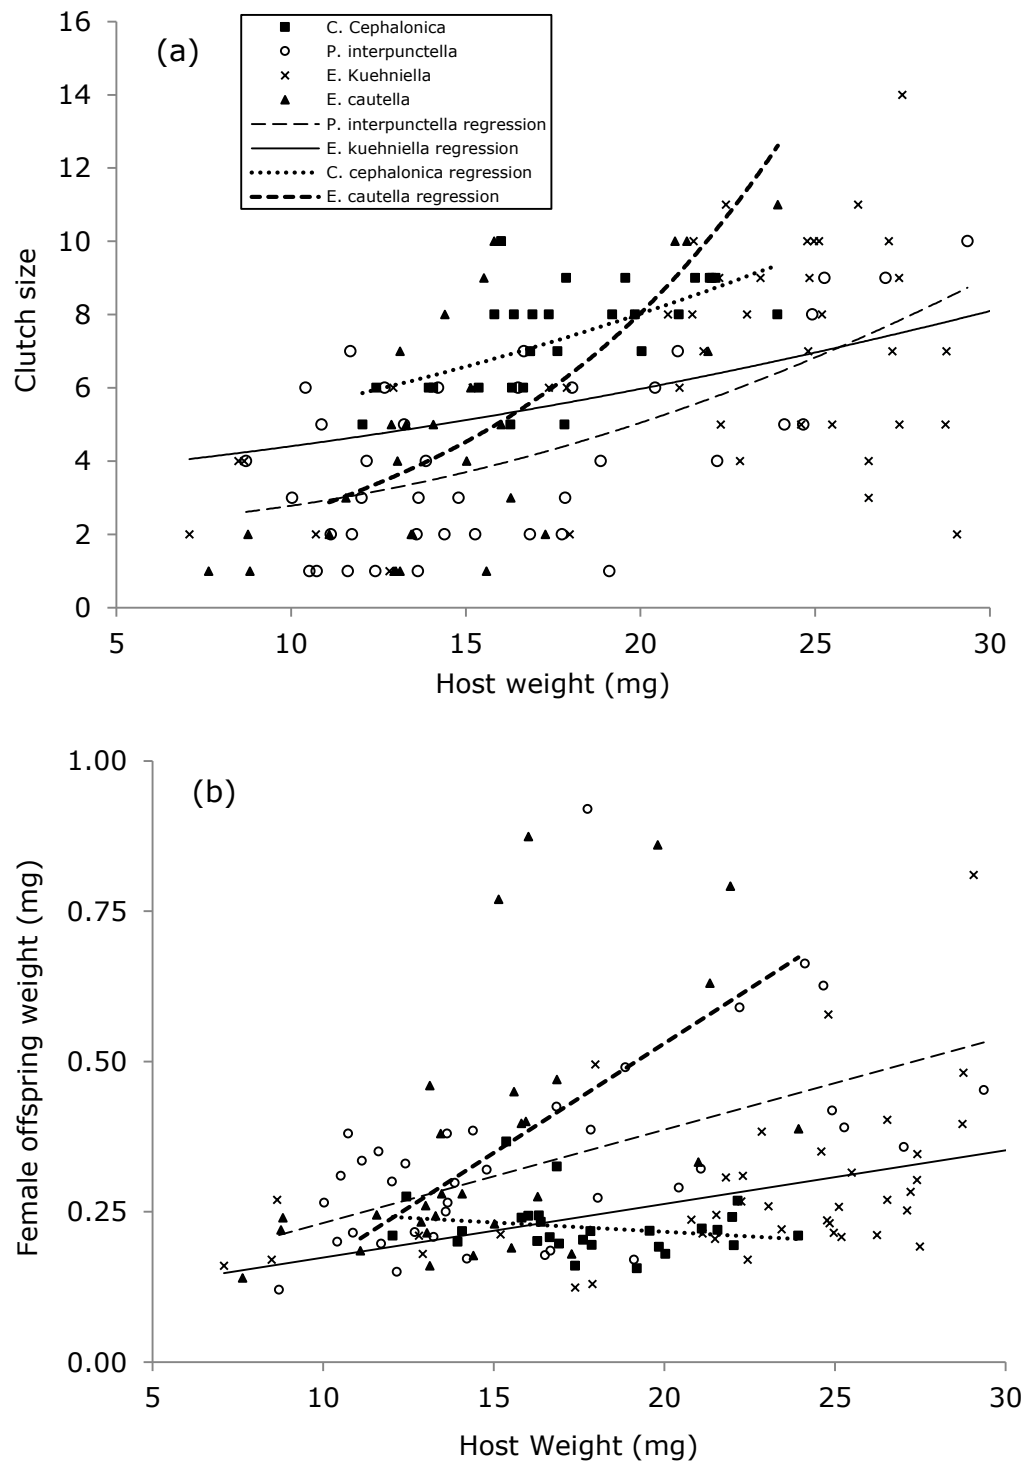 16
14
12
10
8
6
4
2
0
Clutch size
(a)
C. Cephalonica
P. interpunctella
E. Kuehniella
E. cautella
P. interpunctella regression
E. kuehniella regression
C. cephalonica regression
E. cautella regression
5 10 15 20 25 30
Host weight (mg)
1.00
0.75
0.50
0.25
0.00
Female offspring weight (mg)
(b)
5 10 15 20 25 30
Host Weight (mg)